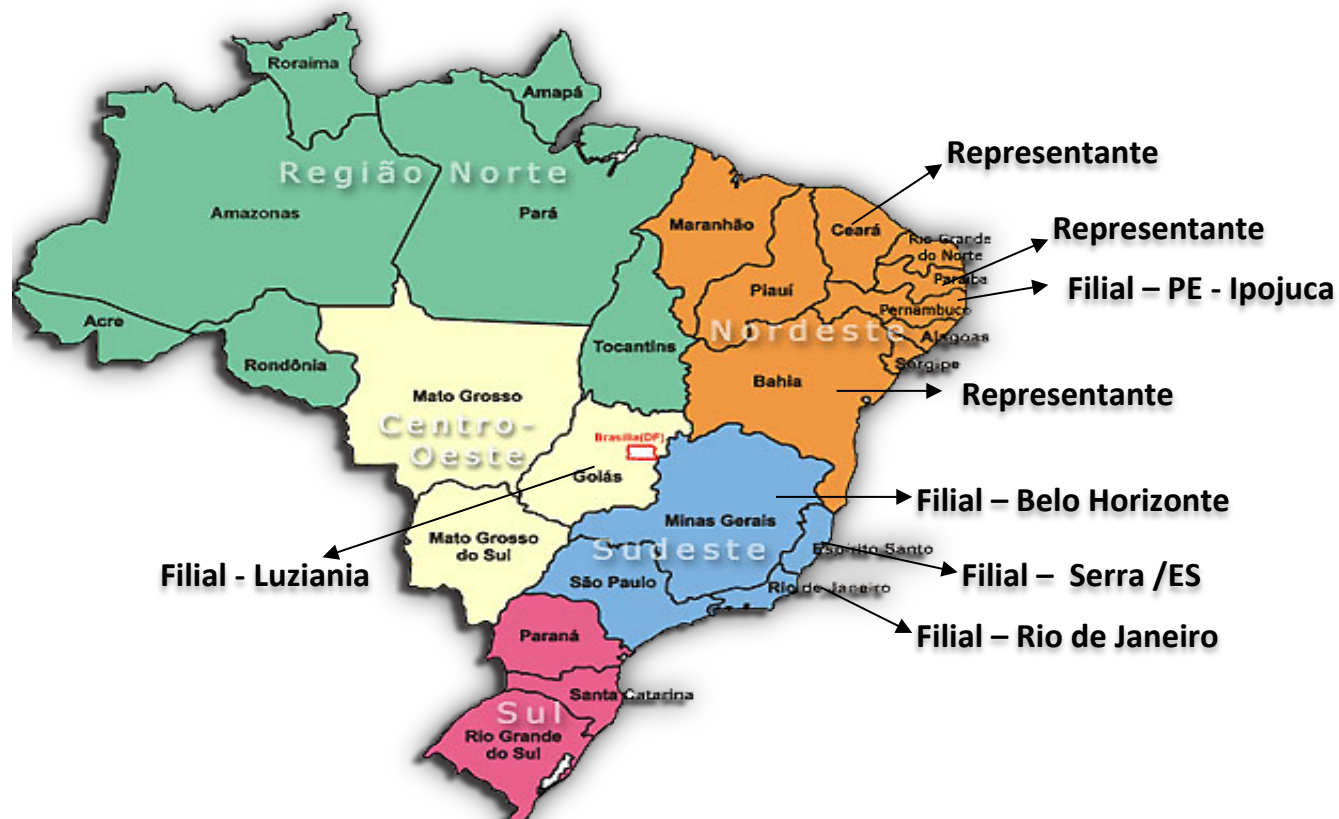 Roraima
Amapá
Região Norte
Amazonas
Pará
Acre
Rondônia
Tocantins
Maranhão
Piauí
Ceará
Rio Grande
do Norte
Paraíba
Pernambuco
Alagoas
Sergipe
Nordeste
Bahia
Mato Grosso
Centro-
Oeste
Brasília(DF)
Goiás
Mato Grosso
do Sul
Minas Gerais
Sudeste
Espírito Santo
São Paulo
Rio de Janeiro
Paraná
Santa Catarina
Sul
Rio Grande
do Sul
Representante
Representante
Filial – PE - Ipojuca
Representante
Filial – Belo Horizonte
Filial – Serra /ES
Filial – Rio de Janeiro
Filial - Luziania